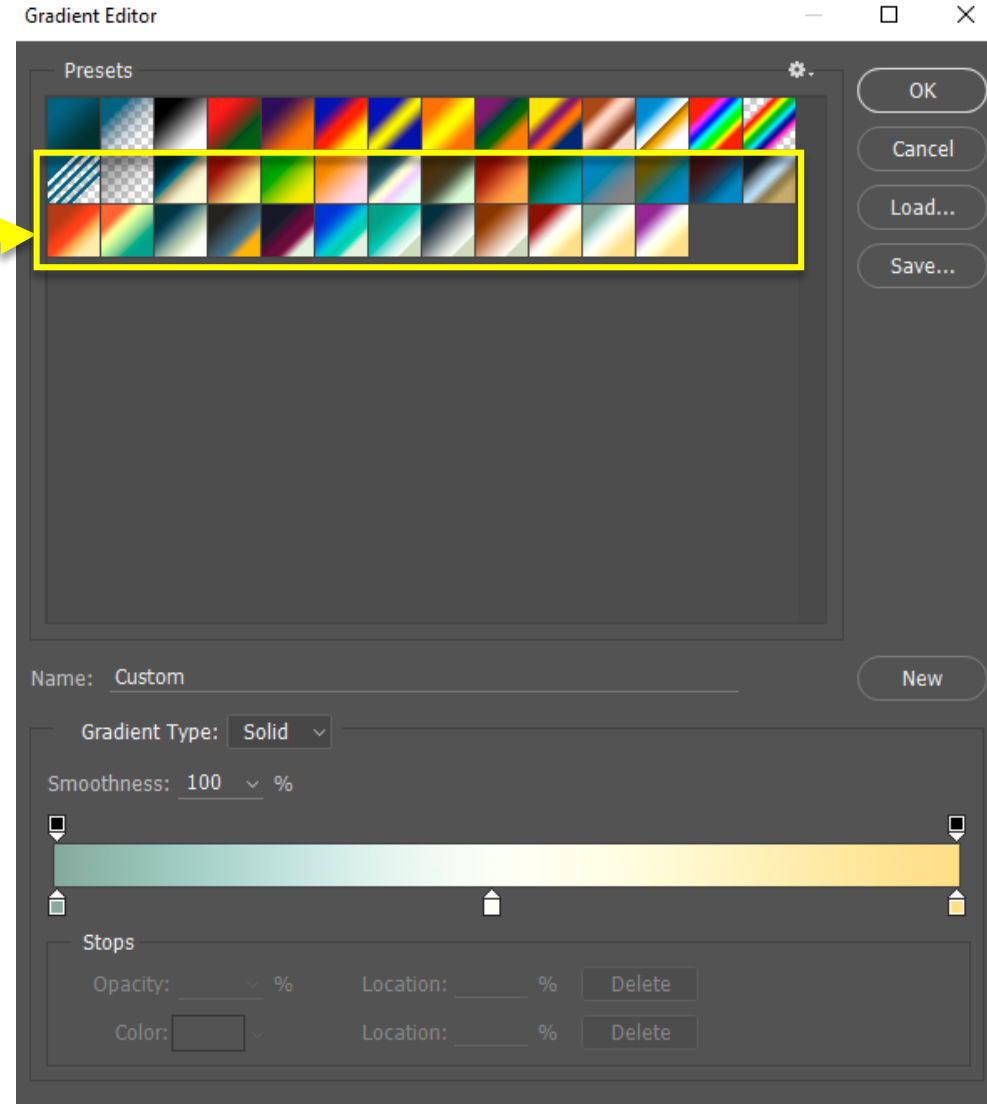 Gradient Editor
Presets
OK
Cancel
Load...
Save...
Name: Custom
New
Gradient Type: Solid
Smoothness: 100 %
Stops
Opacity: % Location: % Delete
Color: Location: % Delete